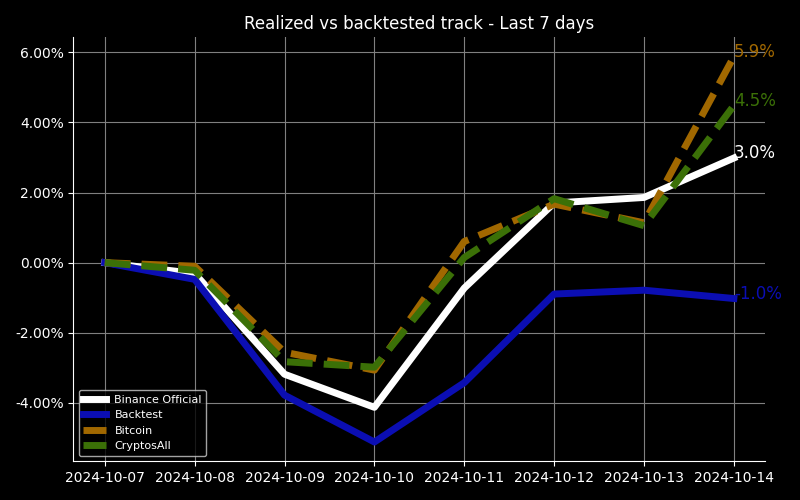 Realized vs backtested track - Last 7 days
6.00%
4.00%
2.00%
0.00%
-2.00%
-4.00%
5.9%
4.5%
3.0%
-1.0%
Binance Official
Backtest
Bitcoin
CryptosAll
2024-10-07 2024-10-08 2024-10-09 2024-10-10 2024-10-11 2024-10-12 2024-10-13 2024-10-14